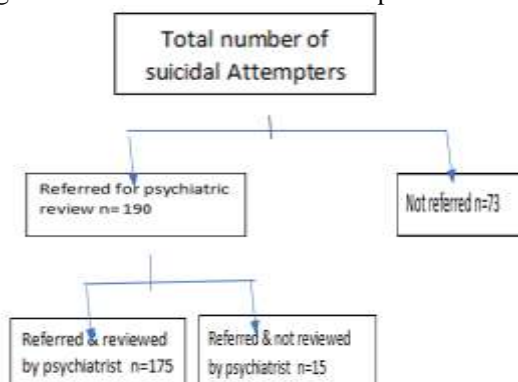 Total number of
suicidal Attempters
Referred for psychiatric
review n= 190
Not referred n=73
Referred & reviewed
by psychiatrist n=175
Referred & not reviewed
by psychiatrist n=15